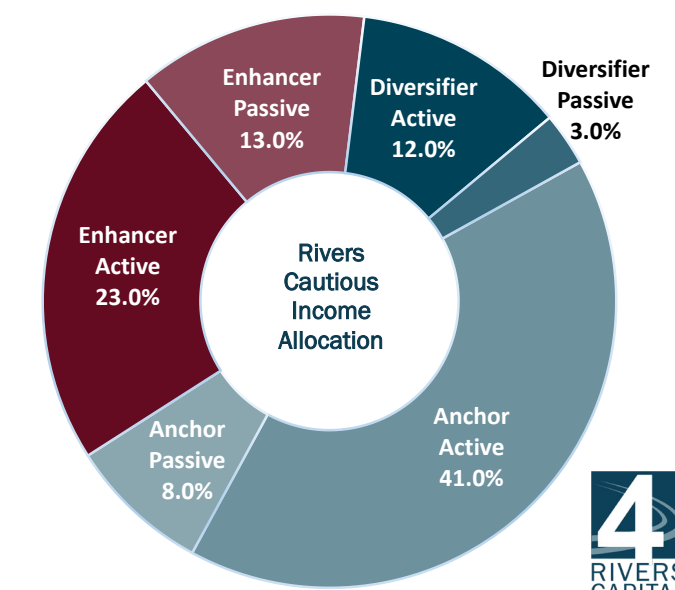 Enhancer
Passive
13.0%
Diversifier
Active
12.0%
Diversifier
Passive
3.0%
Enhancer
Active
23.0%
Rivers
Cautious
Income
Allocation
Anchor
Passive
8.0%
Anchor
Active
41.0%
4
RIVERS